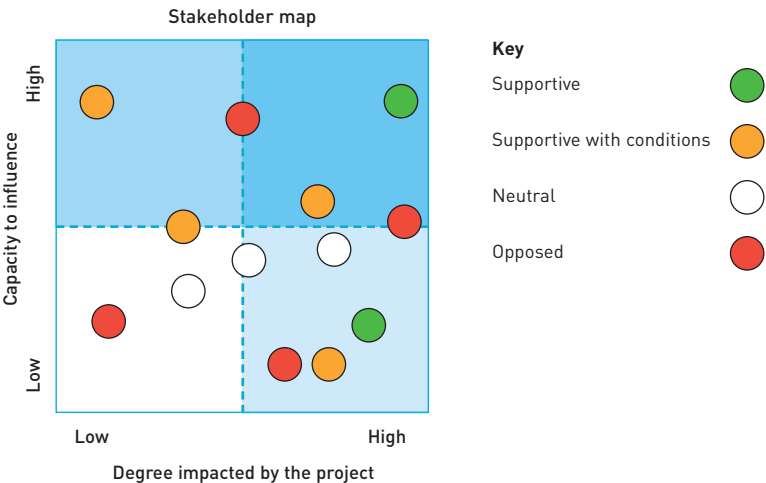 Stakeholder map
High
Capacity to influence
Low
Low
High
Degree impacted by the project
Key
Supportive
Supportive with conditions
Neutral
Opposed